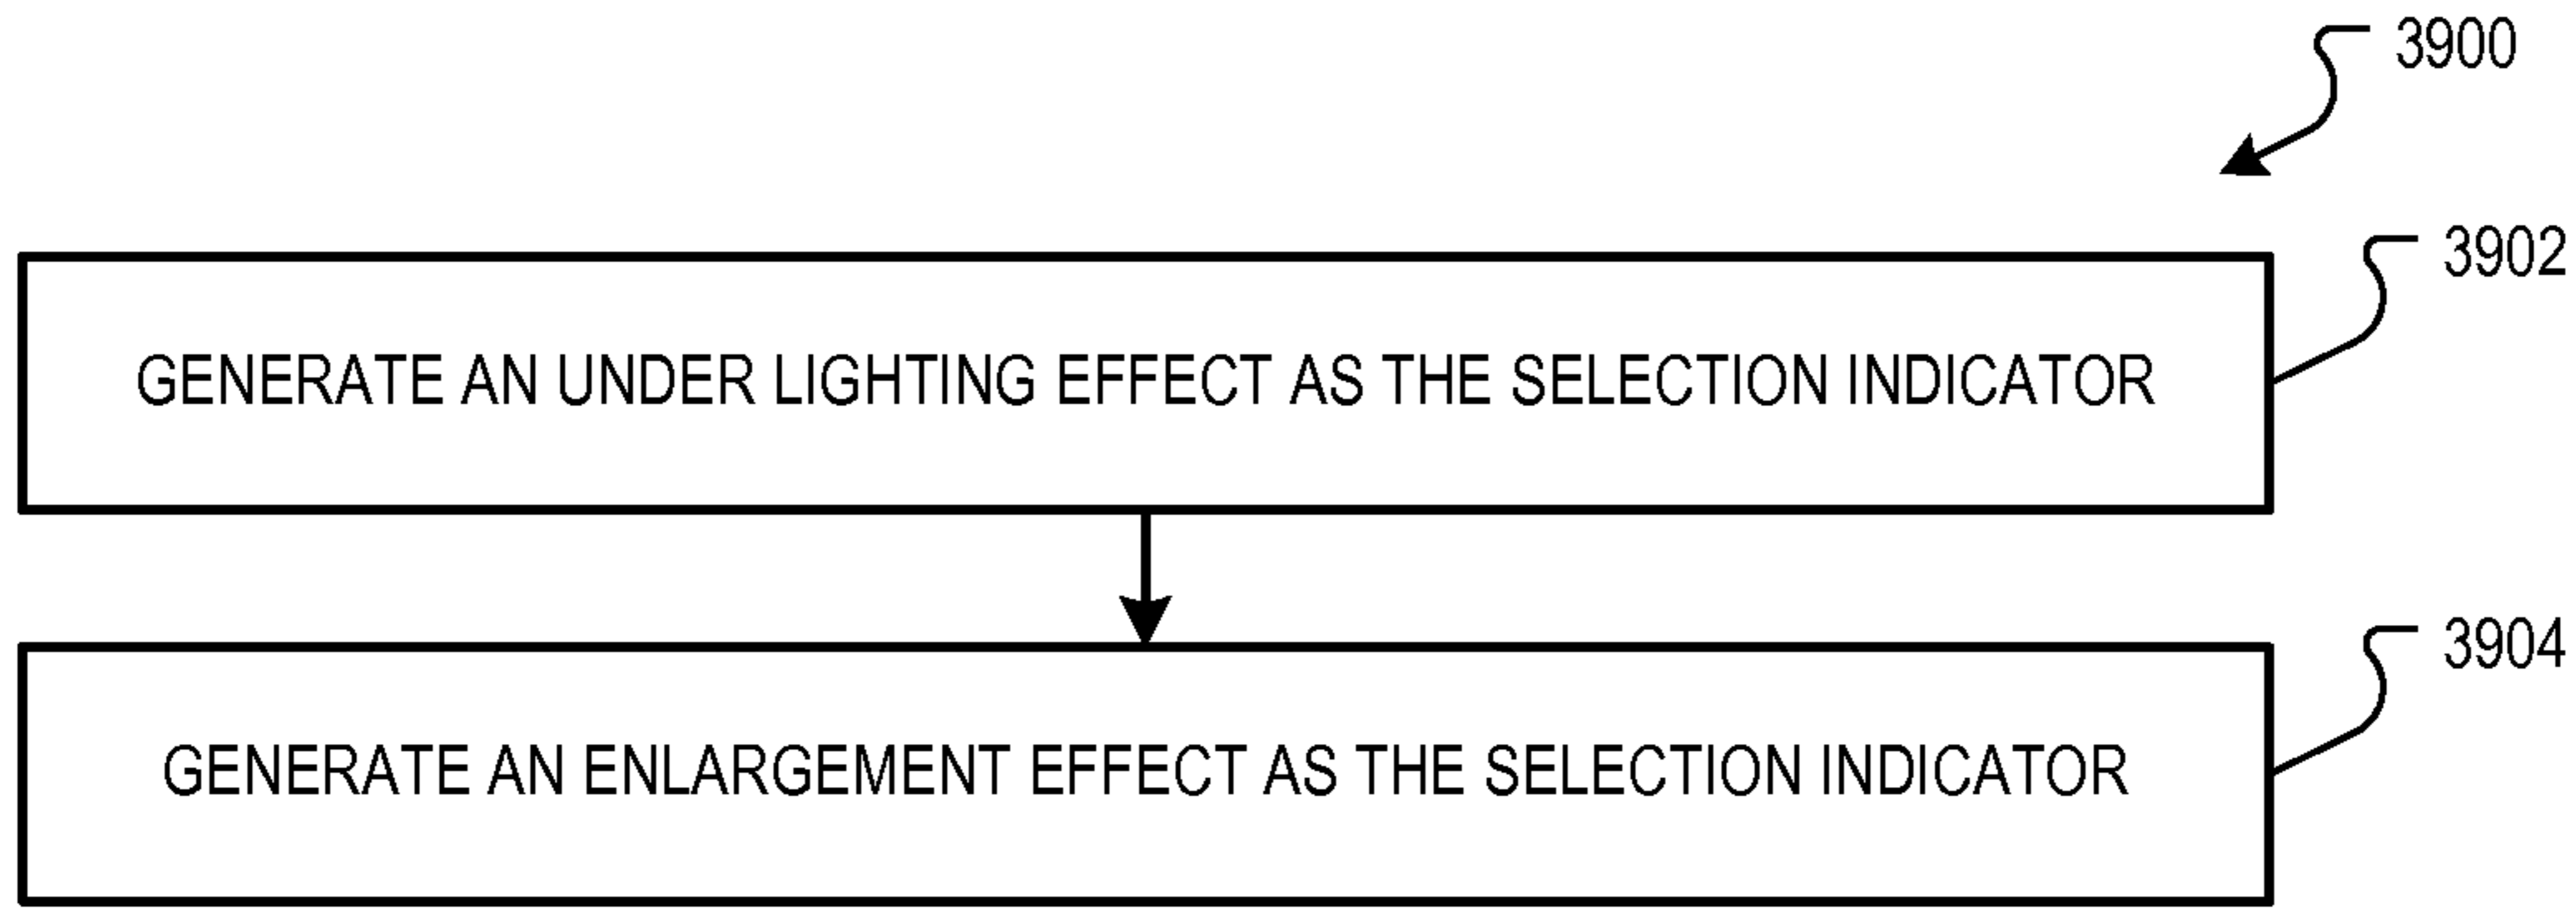 3900
3902
GENERATE AN UNDER LIGHTING EFFECT AS THE SELECTION INDICATOR
3904
GENERATE AN ENLARGEMENT EFFECT AS THE SELECTION INDICATOR